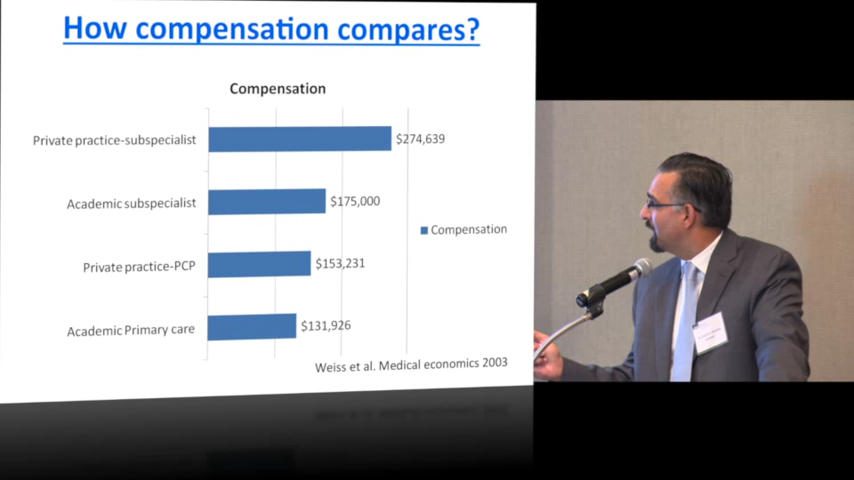 How compensation compares?
Compensation
Private practice-subspecialist $274,639
Academic subspecialist $175,000
Compensation
Private practice-PCP $153,231
Academic Primary care $131,926
Weiss et al. Medical economics 2003